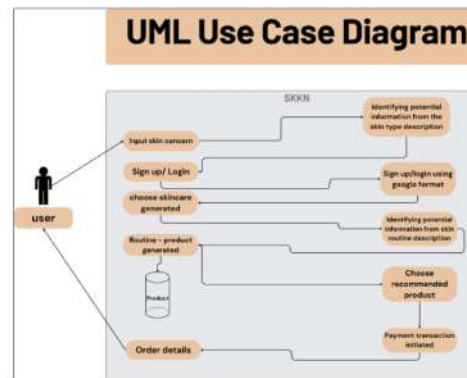 UML Use Case Diagram
SKKN
Identifying potential
information from the
skin type description
Input skin concern
Sign up/ Login
Sign up/login using
google format
choose skincare
generated
user
Identifying potential
information from skin
routine description
Routine - product
generated
Choose
recommended
product
Product
Payment transaction
initiated
Order details